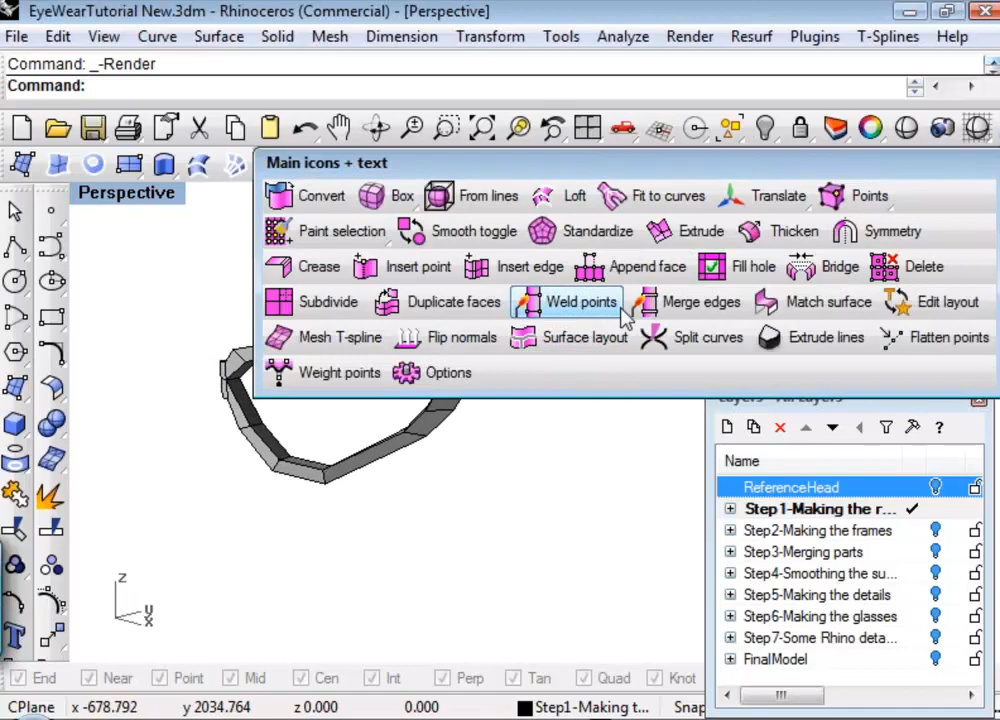 EyeWearTutorial New.3dm - Rhinoceros (Commercial) - [Perspective]
File Edit View Curve Surface Solid Mesh Dimension Transform Tools Analyze Render Resurf Plugins T-Splines Help
Command: _-Render
Command:
Main icons + text
Perspective
Convert Box From lines Loft Fit to curves Translate Points
Paint selection Smooth toggle Standardize Extrude Thicken Symmetry
Crease Insert point Insert edge Append face Fill hole Bridge Delete
Subdivide Duplicate faces Weld points Merge edges Match surface Edit layout
Mesh T-spline Flip normals Surface layout Split curves Extrude lines Flatten points
Weight points Options
Name
ReferenceHead
Step1-Making the r...
Step2-Making the frames
Step3-Merging parts
Step4-Smoothing the su...
Step5-Making the details
Step6-Making the glasses
Step7-Some Rhino deta...
FinalModel
z
y
x
End Near Point Mid Cen Int Perp Tan Quad Knot
CPlane x -678.792 y 2034.764 z 0.000 0.000 Step1-Making t... Snap